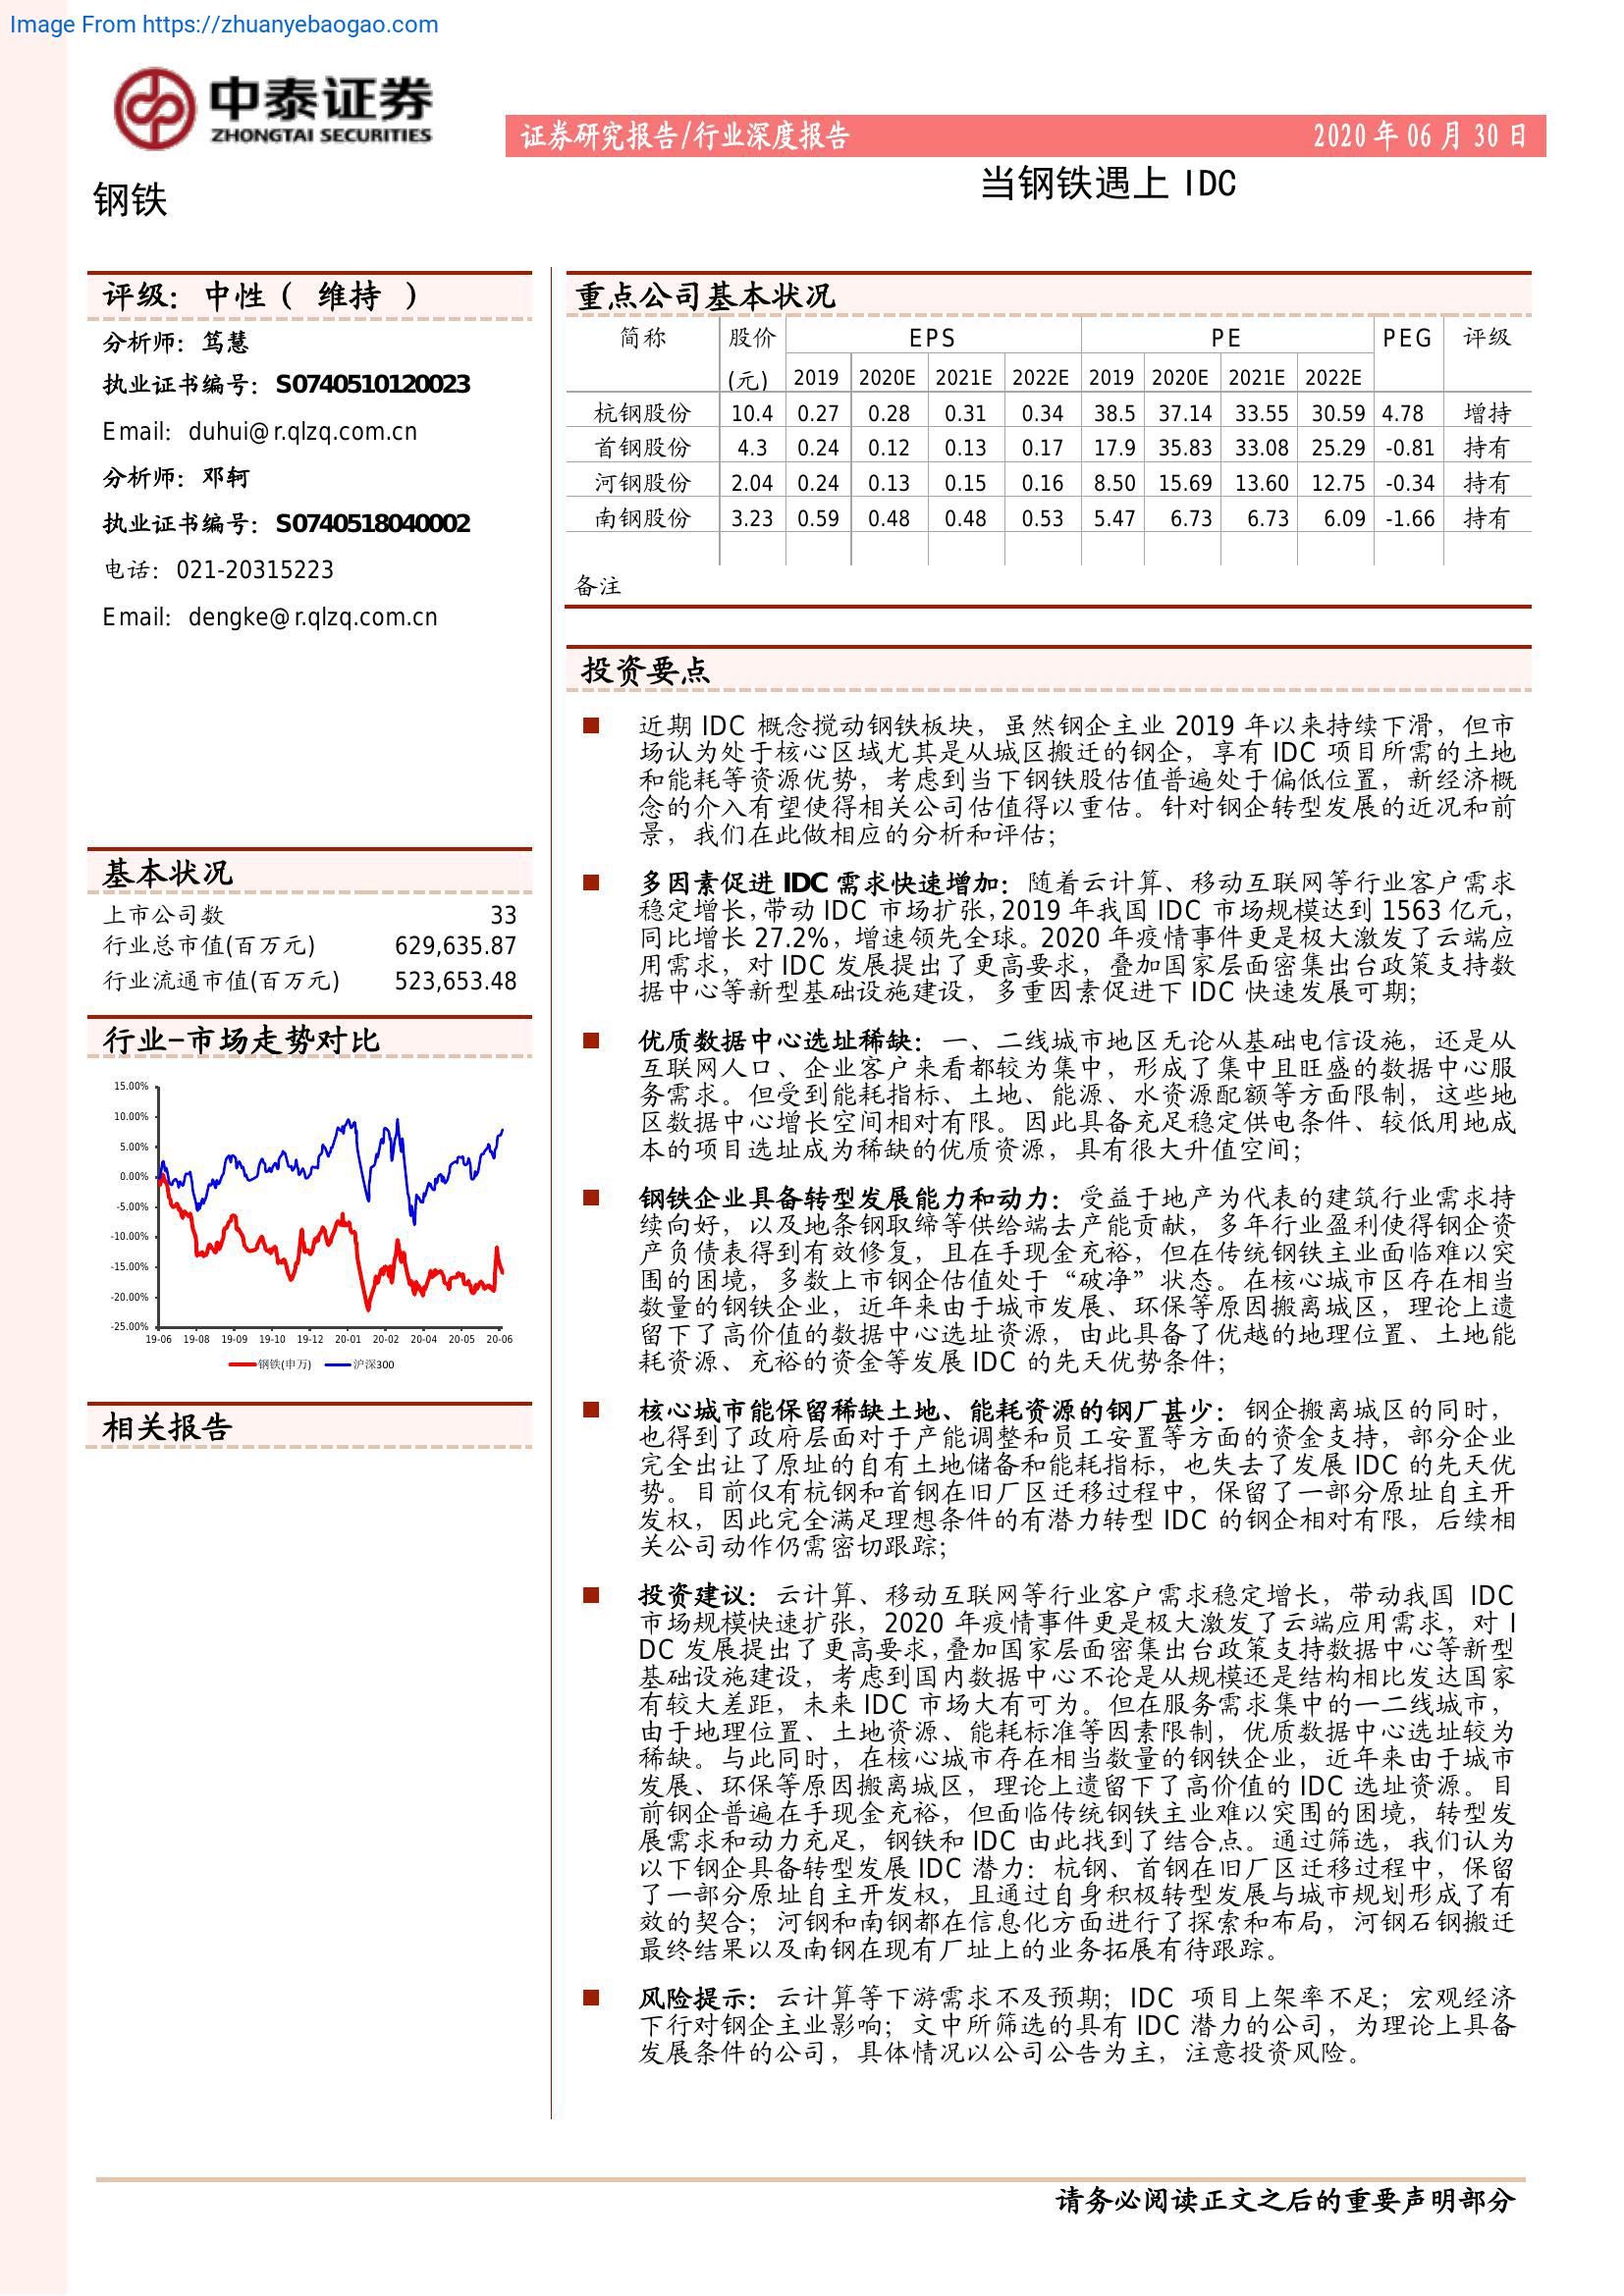 Image From https://zhuanyebaogao.com
中泰证券
ZHONGTAI SECURITIES
证券研究报告/行业深度报告 2020 年 06 月 30 日
钢铁
当钢铁遇上 IDC
评级：中性（ 维持 ）
分析师：笃慧
执业证书编号：S0740510120023
Email：duhui@r.qlzq.com.cn
分析师：邓轲
执业证书编号：S0740518040002
电话：021-20315223
Email：dengke@r.qlzq.com.cn
基本状况
上市公司数 33
行业总市值(百万元) 629,635.87
行业流通市值(百万元) 523,653.48
行业-市场走势对比
15.00%
10.00%
5.00%
0.00%
-5.00%
-10.00%
-15.00%
-20.00%
-25.00%
19-06 19-08 19-09 19-10 19-12 20-01 20-02 20-04 20-05 20-06
钢铁(申万) 沪深300
相关报告
重点公司基本状况
简称 股价 EPS PE PEG 评级
(元) 2019 2020E 2021E 2022E 2019 2020E 2021E 2022E
杭钢股份 10.4 0.27 0.28 0.31 0.34 38.5 37.14 33.55 30.59 4.78 增持
首钢股份 4.3 0.24 0.12 0.13 0.17 17.9 35.83 33.08 25.29 -0.81 持有
河钢股份 2.04 0.24 0.13 0.15 0.16 8.50 15.69 13.60 12.75 -0.34 持有
南钢股份 3.23 0.59 0.48 0.48 0.53 5.47 6.73 6.73 6.09 -1.66 持有
备注
投资要点
近期 IDC 概念搅动钢铁板块，虽然钢企主业 2019 年以来持续下滑，但市
场认为处于核心区域尤其是从城区搬迁的钢企，享有 IDC 项目所需的土地
和能耗等资源优势，考虑到当下钢铁股估值普遍处于偏低位置，新经济概
念的介入有望使得相关公司估值得以重估。针对钢企转型发展的近况和前
景，我们在此做相应的分析和评估；
多因素促进 IDC 需求快速增加：随着云计算、移动互联网等行业客户需求
稳定增长，带动 IDC 市场扩张，2019 年我国 IDC 市场规模达到 1563 亿元，
同比增长 27.2%，增速领先全球。2020 年疫情事件更是极大激发了云端应
用需求，对 IDC 发展提出了更高要求，叠加国家层面密集出台政策支持数
据中心等新型基础设施建设，多重因素促进下 IDC 快速发展可期；
优质数据中心选址稀缺：一、二线城市地区无论从基础电信设施，还是从
互联网人口、企业客户来看都较为集中，形成了集中且旺盛的数据中心服
务需求。但受到能耗指标、土地、能源、水资源配额等方面限制，这些地
区数据中心增长空间相对有限。因此具备充足稳定供电条件、较低用地成
本的项目选址成为稀缺的优质资源，具有很大升值空间；
钢铁企业具备转型发展能力和动力：受益于地产为代表的建筑行业需求持
续向好，以及地条钢取缔等供给端去产能贡献，多年行业盈利使得钢企资
产负债表得到有效修复，且在手现金充裕，但在传统钢铁主业面临难以突
围的困境，多数上市钢企估值处于“破净”状态。在核心城市区存在相当
数量的钢铁企业，近年来由于城市发展、环保等原因搬离城区，理论上遗
留下了高价值的数据中心选址资源，由此具备了优越的地理位置、土地能
耗资源、充裕的资金等发展 IDC 的先天优势条件；
核心城市能保留稀缺土地、能耗资源的钢厂甚少：钢企搬离城区的同时，
也得到了政府层面对于产能调整和员工安置等方面的资金支持，部分企业
完全出让了原址的自有土地储备和能耗指标，也失去了发展 IDC 的先天优
势。目前仅有杭钢和首钢在旧厂区迁移过程中，保留了一部分原址自主开
发权，因此完全满足理想条件的有潜力转型 IDC 的钢企相对有限，后续相
关公司动作仍需密切跟踪；
投资建议：云计算、移动互联网等行业客户需求稳定增长，带动我国 IDC
市场规模快速扩张，2020 年疫情事件更是极大激发了云端应用需求，对 I
DC 发展提出了更高要求，叠加国家层面密集出台政策支持数据中心等新型
基础设施建设，考虑到国内数据中心不论是从规模还是结构相比发达国家
有较大差距，未来 IDC 市场大有可为。但在服务需求集中的一二线城市，
由于地理位置、土地资源、能耗标准等因素限制，优质数据中心选址较为
稀缺。与此同时，在核心城市存在相当数量的钢铁企业，近年来由于城市
发展、环保等原因搬离城区，理论上遗留下了高价值的 IDC 选址资源。目
前钢企普遍在手现金充裕，但面临传统钢铁主业难以突围的困境，转型发
展需求和动力充足，钢铁和 IDC 由此找到了结合点。通过筛选，我们认为
以下钢企具备转型发展 IDC 潜力：杭钢、首钢在旧厂区迁移过程中，保留
了一部分原址自主开发权，且通过自身积极转型发展与城市规划形成了有
效的契合；河钢和南钢都在信息化方面进行了探索和布局，河钢石钢搬迁
最终结果以及南钢在现有厂址上的业务拓展有待跟踪。
风险提示：云计算等下游需求不及预期；IDC 项目上架率不足；宏观经济
下行对钢企主业影响；文中所筛选的具有 IDC 潜力的公司，为理论上具备
发展条件的公司，具体情况以公司公告为主，注意投资风险。
请务必阅读正文之后的重要声明部分